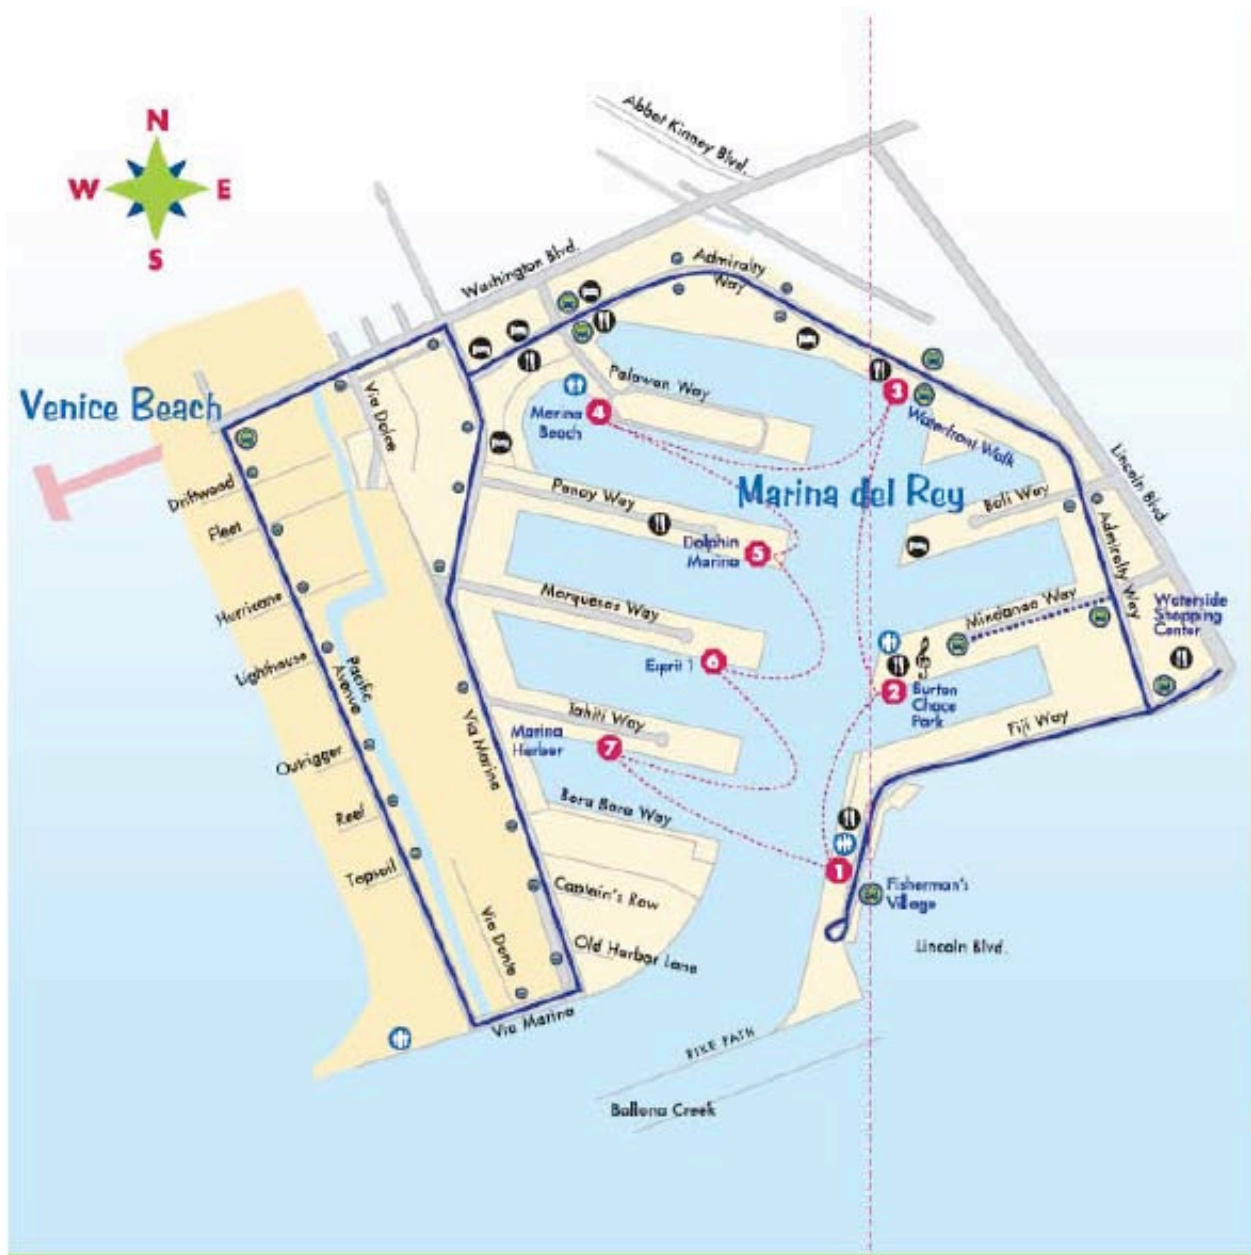 Abbot Kinney Blvd.
N
W
E
S
Washington Blvd.
Admiralty
Way
Venice Beach
Via Dolce
Palawan Way
3
Marina
Beach
4
Waterfront Walk
Lincoln Blvd.
Driftwood
Marina del Rey
Panay Way
Bali Way
Fleet
Dolphin
Marina
5
Admiralty Way
Hurricane
Marquesas Way
Mindanao Way
Waterside
Shopping
Center
Lighthouse
Pacific
Avenue
Esprit 1
6
2
Burton
Chace
Park
Tahiti Way
Marina
Harbor
7
Fiji Way
Outrigger
Via Marina
Reef
Bora Bora Way
Topsail
1
Captain's Row
Fisherman's
Village
Via Donte
Old Harbor Lane
Lincoln Blvd.
Via Marina
BIKE PATH
Ballona Creek